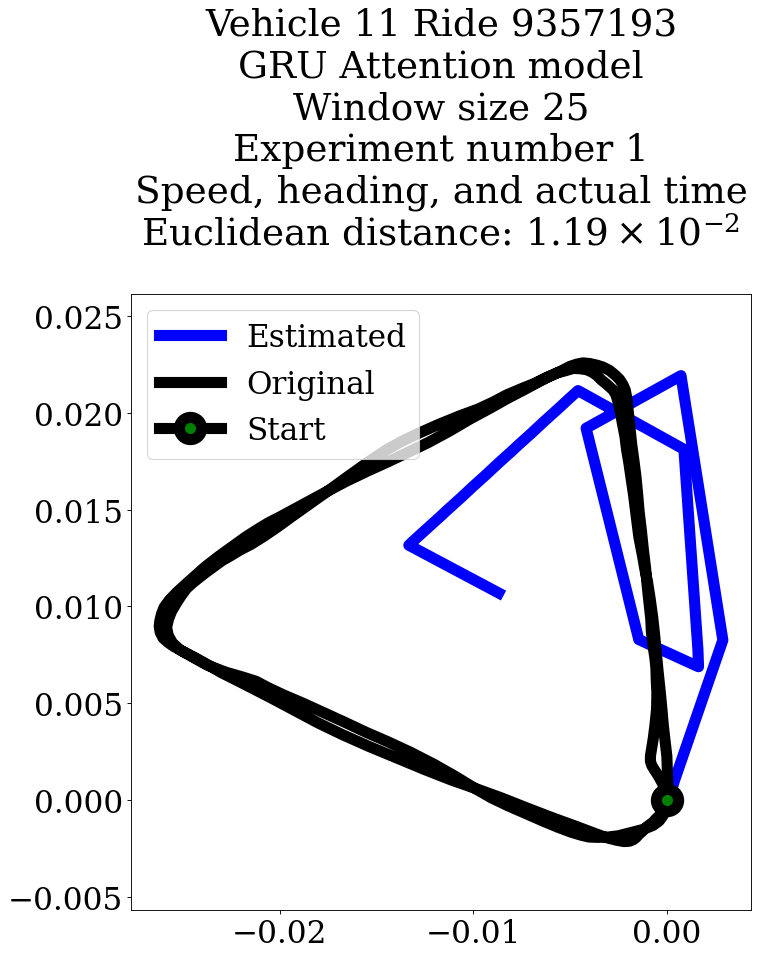 Vehicle 11 Ride 9357193
GRU Attention model
Window size 25
Experiment number 1
Speed, heading, and actual time
Euclidean distance: 1.19 × 10⁻²
Estimated
Original
Start
0.025
0.020
0.015
0.010
0.005
0.000
−0.005
−0.02
−0.01
0.00